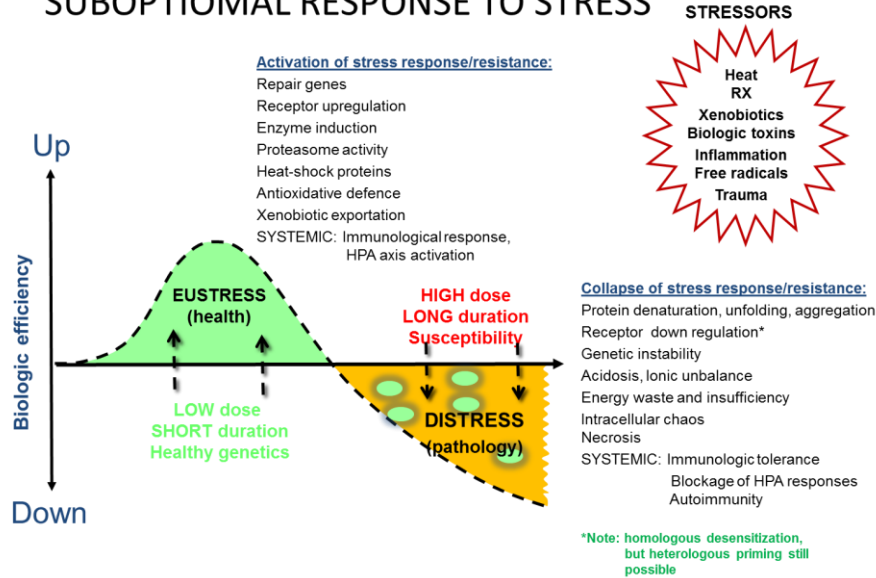 SUBOPTIOMAL RESPONSE TO STRESS
STRESSORS
Heat
RX
Xenobiotics
Biologic toxins
Inflammation
Free radicals
Trauma
Activation of stress response/resistance:
Repair genes
Receptor upregulation
Enzyme induction
Proteasome activity
Heat-shock proteins
Antioxidative defence
Xenobiotic exportation
SYSTEMIC: Immunological response,
HPA axis activation
Up
Biologic efficiency
Down
EUSTRESS
(health)
LOW dose
SHORT duration
Healthy genetics
HIGH dose
LONG duration
Susceptibility
DISTRESS
(pathology)
Collapse of stress response/resistance:
Protein denaturation, unfolding, aggregation
Receptor down regulation*
Genetic instability
Acidosis, Ionic unbalance
Energy waste and insufficiency
Intracellular chaos
Necrosis
SYSTEMIC: Immunologic tolerance
Blockage of HPA responses
Autoimmunity
*Note: homologous desensitization,
but heterologous priming still
possible